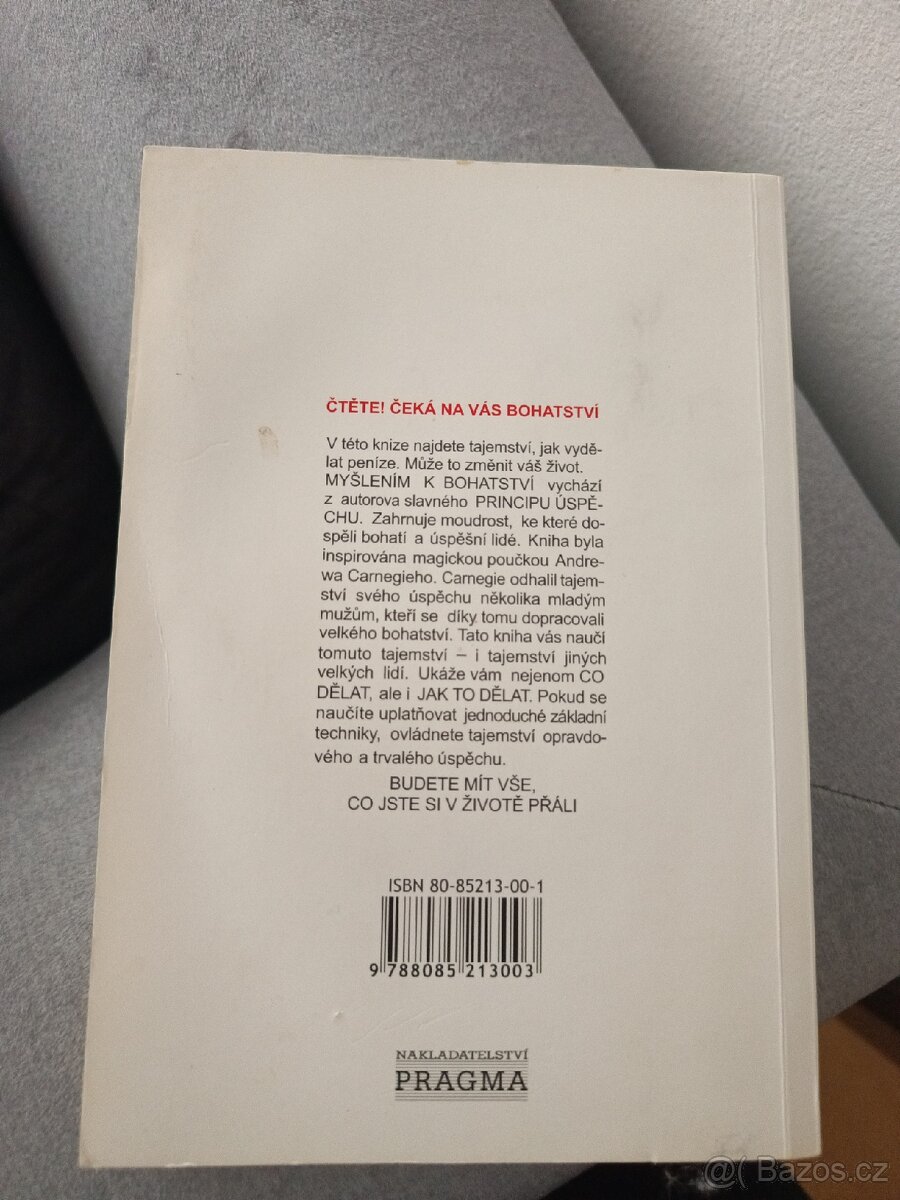 ČTĚTE! ČEKÁ NA VÁS BOHATSTVÍ
V této knize najdete tajemství, jak vydě-
lat peníze. Může to změnit váš život.
MYŠLENÍM K BOHATSTVÍ vychází
z autorova slavného PRINCIPU ÚSPĚ-
CHU. Zahrnuje moudrost, ke které do-
spěli bohatí a úspěšní lidé. Kniha byla
inspirována magickou poučkou Andre-
wa Carnegieho. Carnegie odhalil tajem-
ství svého úspěchu několika mladým
mužům, kteří se díky tomu dopracovali
velkého bohatství. Tato kniha vás naučí
tomuto tajemství – i tajemství jiných
velkých lidí. Ukáže vám nejenom CO
DĚLAT, ale i JAK TO DĚLAT. Pokud se
naučíte uplatňovat jednoduché základní
techniky, ovládnete tajemství opravdo-
vého a trvalého úspěchu.
BUDETE MÍT VŠE,
CO JSTE SI V ŽIVOTĚ PŘÁLI
ISBN 80-85213-00-1
9 788085 213003
NAKLADATELSTVÍ
PRAGMA
@( Bazos.cz